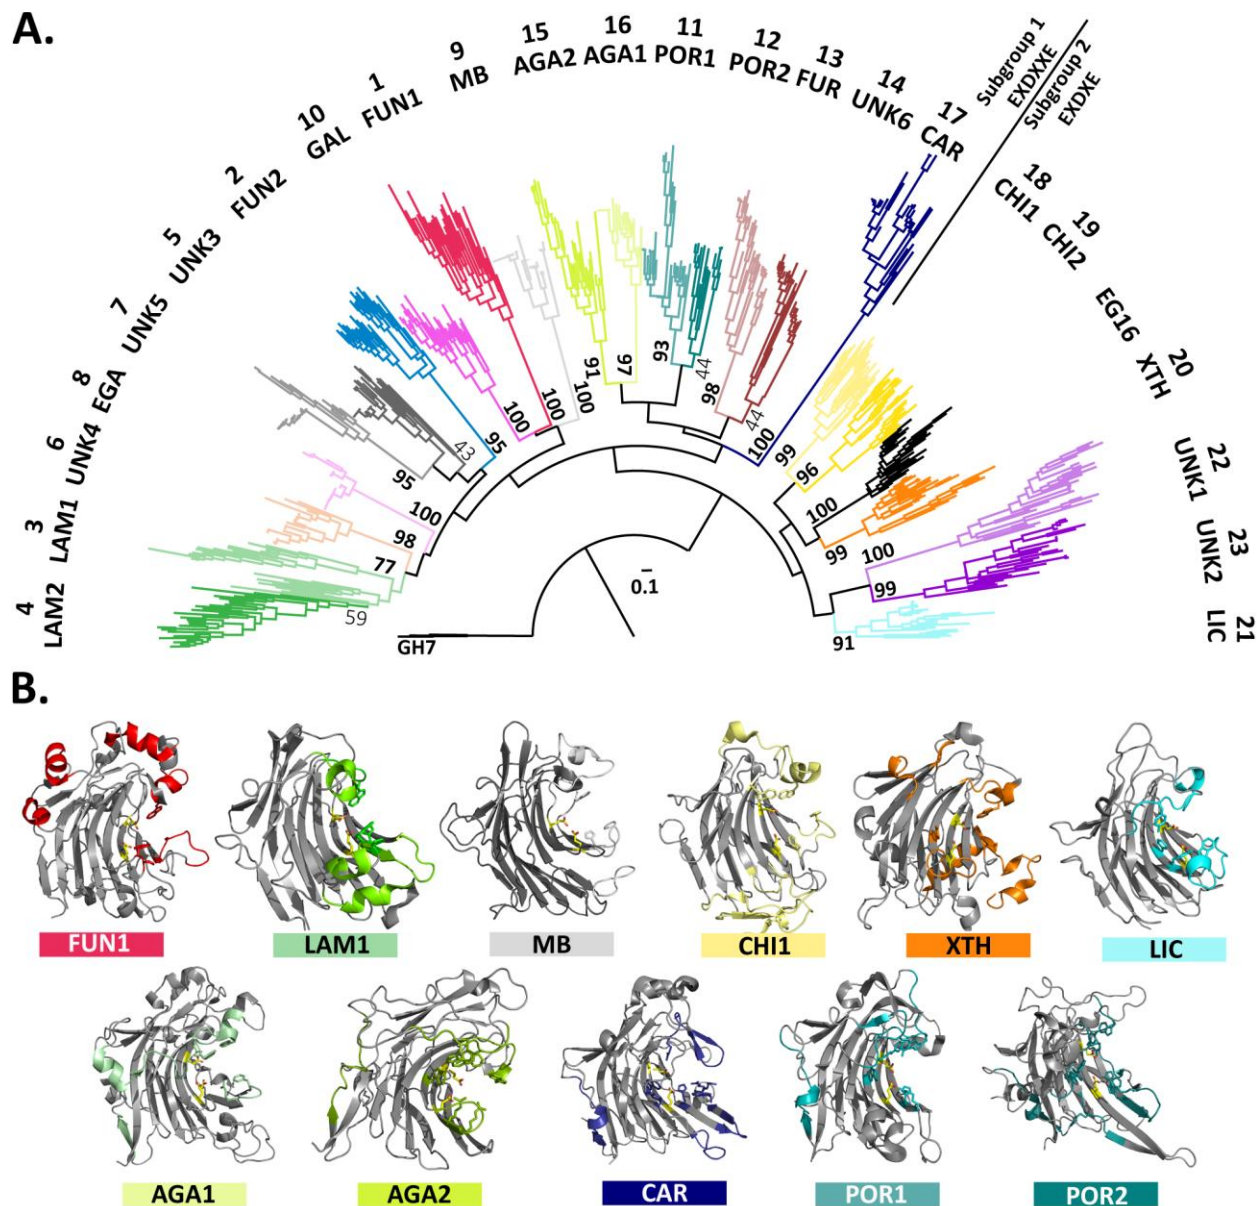 A.
4
LAM2
3
LAM1
6
UNK4
8
EGA
7
UNK5
5
UNK3
2
FUN2
10
GAL
1
FUN1
9
MB
15
AGA2
16
AGA1
11
POR1
12
POR2
13
FUR
14
UNK6
17
CAR
Subgroup 1
EXDXXE
Subgroup 2
EXDXE
18
CHI1
19
CHI2
EG16
20
XTH
22
UNK1
23
UNK2
21
LIC
59
77
98
100
95
43
95
100
100
100
91
97
93
44
98
44
100
99
96
100
99
100
99
91
0.1
GH7
B.
FUN1
LAM1
MB
CHI1
XTH
LIC
AGA1
AGA2
CAR
POR1
POR2